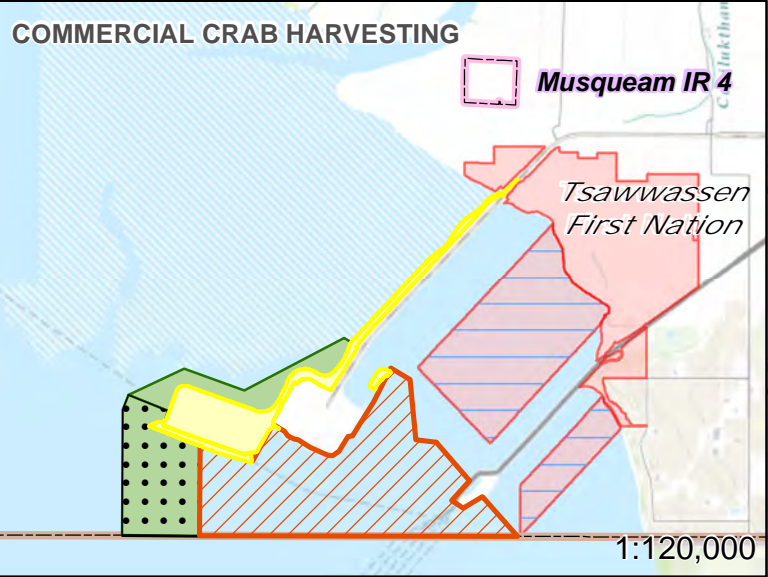 COMMERCIAL CRAB HARVESTING
Musqueam IR 4
Tsawwassen
First Nation
1:120,000